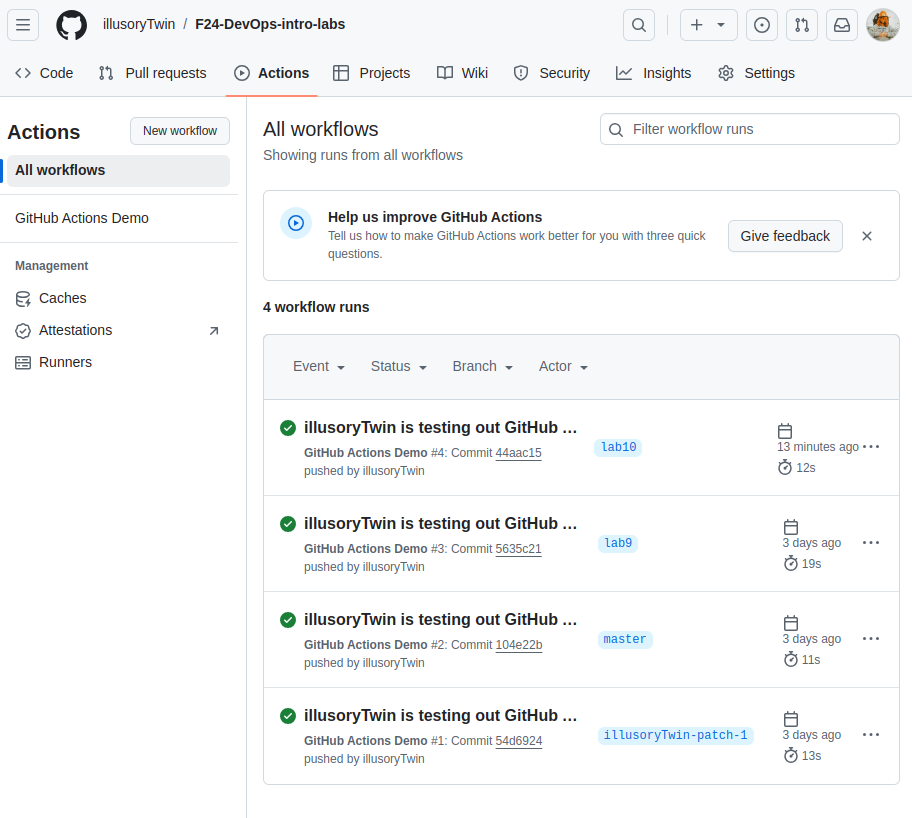 illusoryTwin / F24-DevOps-intro-labs
Code Pull requests Actions Projects Wiki Security Insights Settings
Actions
New workflow
All workflows
GitHub Actions Demo
Management
Caches
Attestations
Runners
All workflows
Showing runs from all workflows
Filter workflow runs
Help us improve GitHub Actions
Tell us how to make GitHub Actions work better for you with three quick
questions.
Give feedback
4 workflow runs
Event Status Branch Actor
illusoryTwin is testing out GitHub ...
GitHub Actions Demo #4: Commit 44aac15
pushed by illusoryTwin
lab10
13 minutes ago
12s
illusoryTwin is testing out GitHub ...
GitHub Actions Demo #3: Commit 5635c21
pushed by illusoryTwin
lab9
3 days ago
19s
illusoryTwin is testing out GitHub ...
GitHub Actions Demo #2: Commit 104e22b
pushed by illusoryTwin
master
3 days ago
11s
illusoryTwin is testing out GitHub ...
GitHub Actions Demo #1: Commit 54d6924
pushed by illusoryTwin
illusoryTwin-patch-1
3 days ago
13s